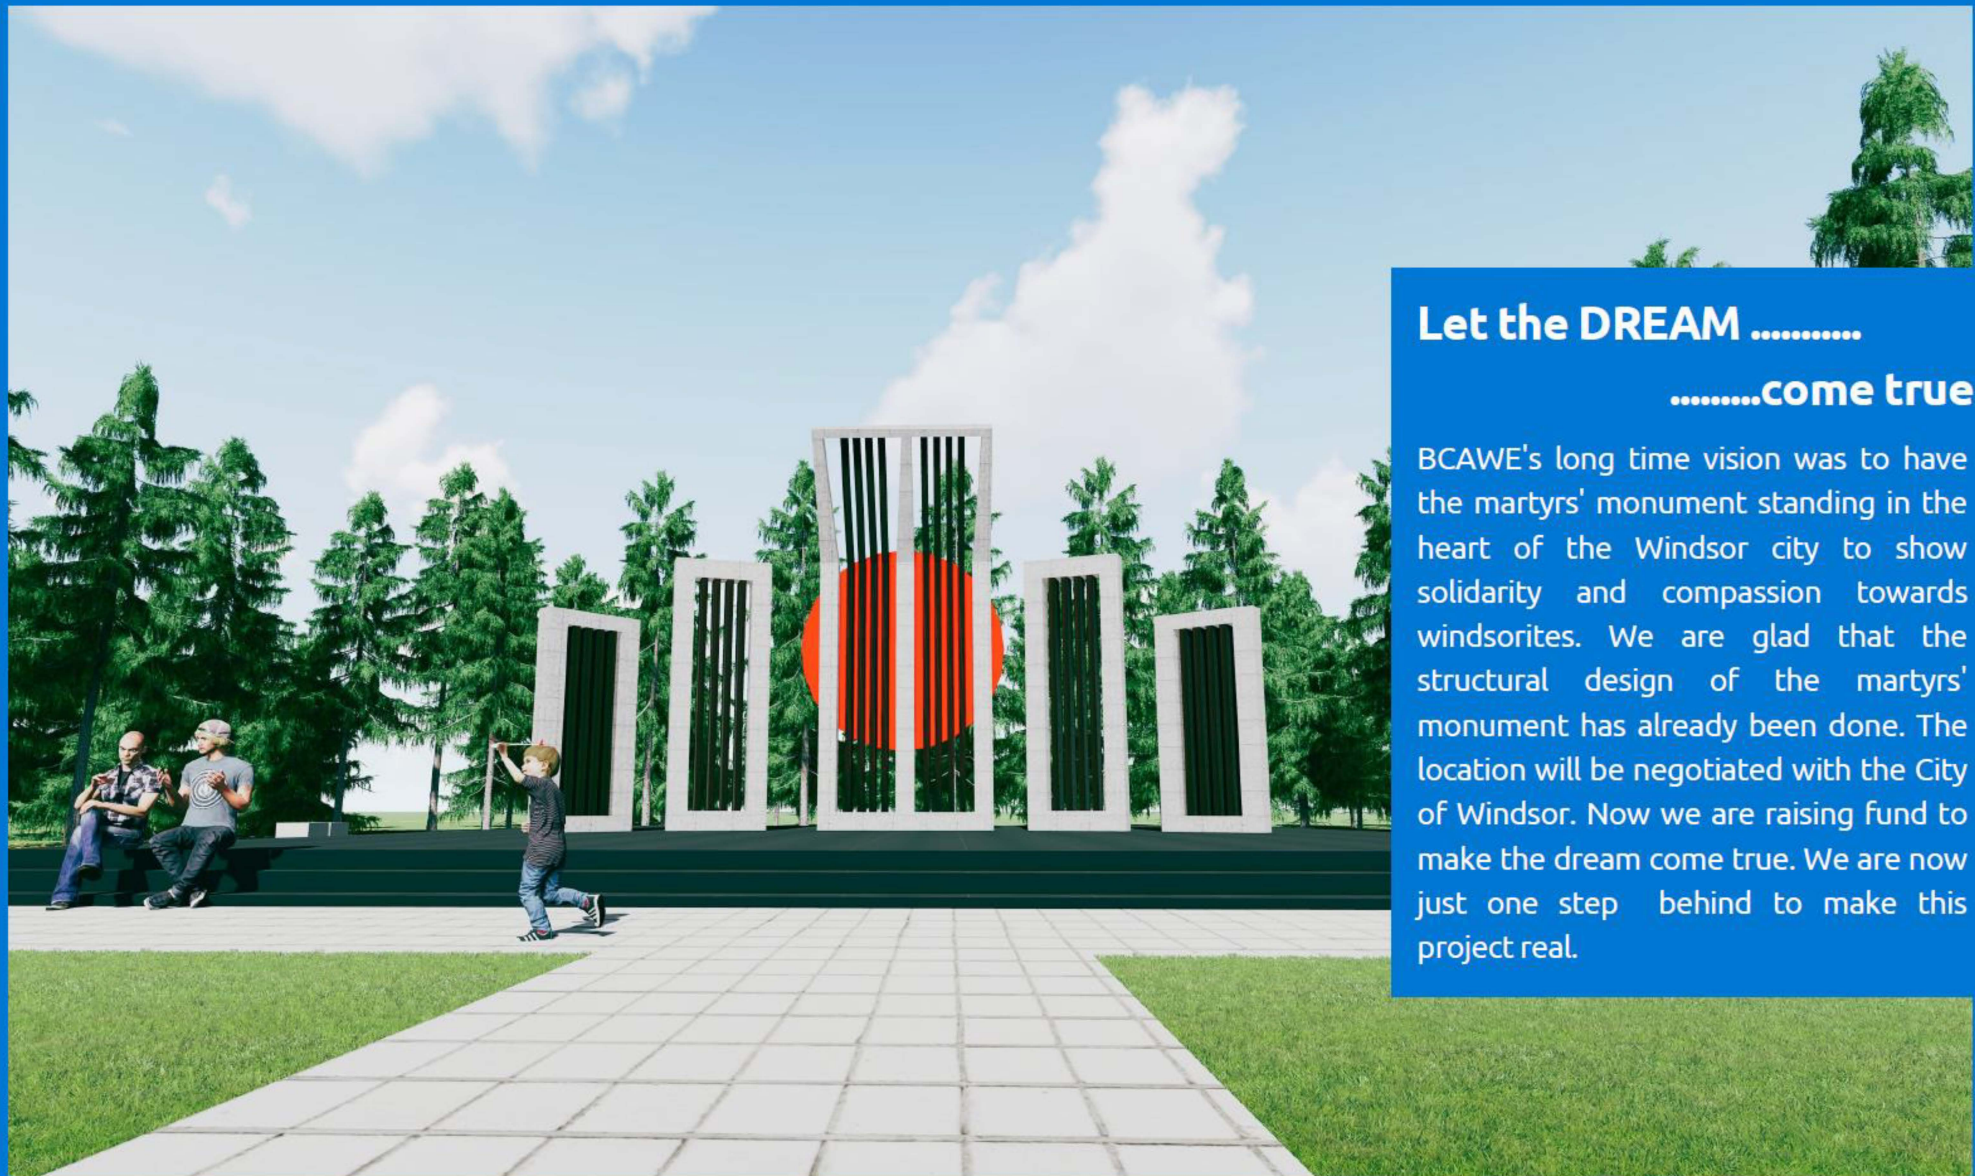 Let the DREAM ...........
.........come true
BCAWE's long time vision was to have
the martyrs' monument standing in the
heart of the Windsor city to show
solidarity and compassion towards
windsorites. We are glad that the
structural design of the martyrs'
monument has already been done. The
location will be negotiated with the City
of Windsor. Now we are raising fund to
make the dream come true. We are now
just one step behind to make this
project real.